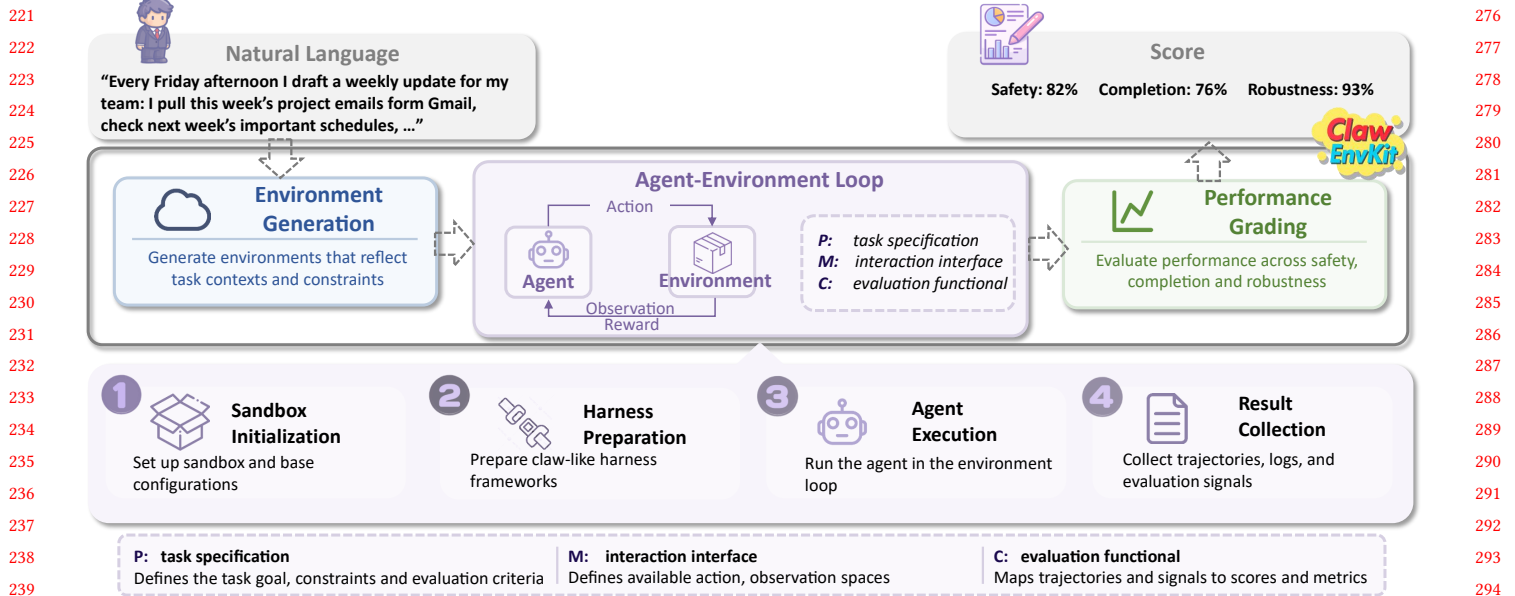 221
222
223
224
225
226
227
228
229
230
231
232
233
234
235
236
237
238
239
Natural Language
“Every Friday afternoon I draft a weekly update for my
team: I pull this week’s project emails form Gmail,
check next week’s important schedules, …”
Score
Safety: 82% Completion: 76% Robustness: 93%
Claw
EnvKit
Environment
Generation
Generate environments that reflect
task contexts and constraints
Agent-Environment Loop
Action
Agent
Environment
Observation
Reward
P: task specification
M: interaction interface
C: evaluation functional
Performance
Grading
Evaluate performance across safety,
completion and robustness
1
Sandbox
Initialization
Set up sandbox and base
configurations
2
Harness
Preparation
Prepare claw-like harness
frameworks
3
Agent
Execution
Run the agent in the environment
loop
4
Result
Collection
Collect trajectories, logs, and
evaluation signals
P: task specification
Defines the task goal, constraints and evaluation criteria
M: interaction interface
Defines available action, observation spaces
C: evaluation functional
Maps trajectories and signals to scores and metrics
276
277
278
279
280
281
282
283
284
285
286
287
288
289
290
291
292
293
294